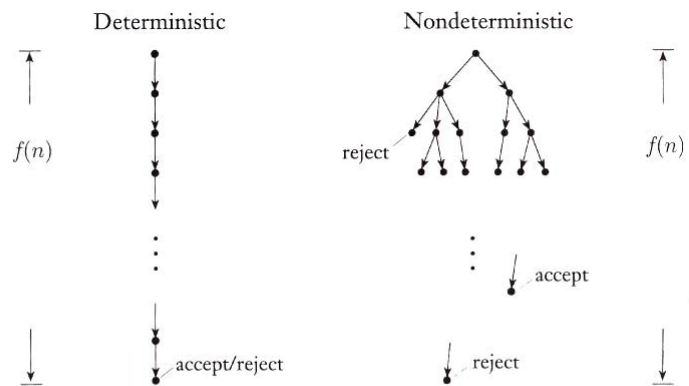 Deterministic
Nondeterministic
f(n)
reject
f(n)
accept
accept/reject
reject